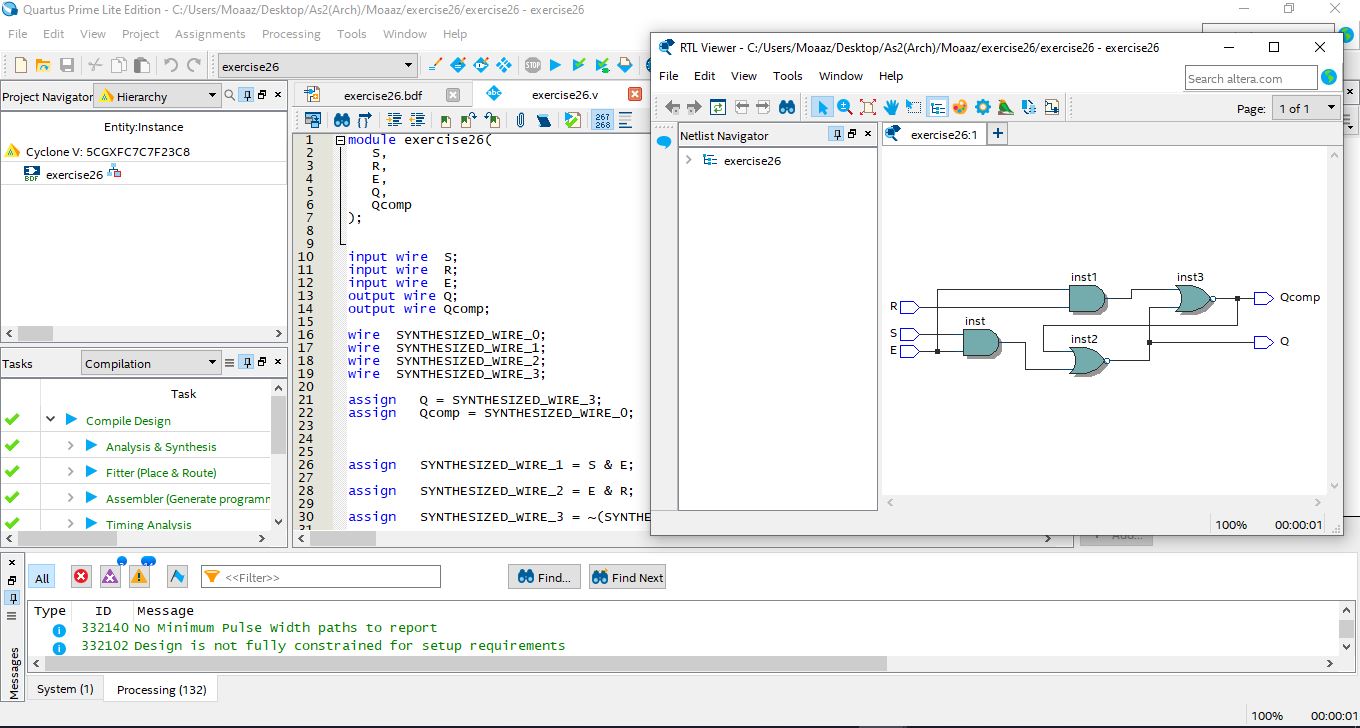 Quartus Prime Lite Edition - C:/Users/Moaaz/Desktop/As2(Arch)/Moaaz/exercise26/exercise26 - exercise26
File Edit View Project Assignments Processing Tools Window Help
exercise26
Project Navigator Hierarchy
Entity:Instance
Cyclone V: 5CGXFC7C7F23C8
BDF exercise26
Tasks Compilation
Task
Compile Design
Analysis & Synthesis
Fitter (Place & Route)
Assembler (Generate programm
Timing Analysis
exercise26.bdf
abc exercise26.v
267
268
1 module exercise26(
2 S,
3 R,
4 E,
5 Q,
6 Qcomp
7 );
8
9
10 input wire S;
11 input wire R;
12 input wire E;
13 output wire Q;
14 output wire Qcomp;
15
16 wire SYNTHESIZED_WIRE_0;
17 wire SYNTHESIZED_WIRE_1;
18 wire SYNTHESIZED_WIRE_2;
19 wire SYNTHESIZED_WIRE_3;
20
21 assign Q = SYNTHESIZED_WIRE_3;
22 assign Qcomp = SYNTHESIZED_WIRE_0;
23
24
25
26 assign SYNTHESIZED_WIRE_1 = S & E;
27
28 assign SYNTHESIZED_WIRE_2 = E & R;
29
30 assign SYNTHESIZED_WIRE_3 = ~(SYNTHE
31
RTL Viewer - C:/Users/Moaaz/Desktop/As2(Arch)/Moaaz/exercise26/exercise26 - exercise26
File Edit View Tools Window Help
Search altera.com
Page: 1 of 1
Netlist Navigator
exercise26
exercise26:1
inst1 inst3
R Qcomp
inst
S
E
inst2
Q
100% 00:00:01
Add...
All <<Filter>> Find... Find Next
Type ID Message
332140 No Minimum Pulse Width paths to report
332102 Design is not fully constrained for setup requirements
Messages
System (1) Processing (132)
100% 00:00:01